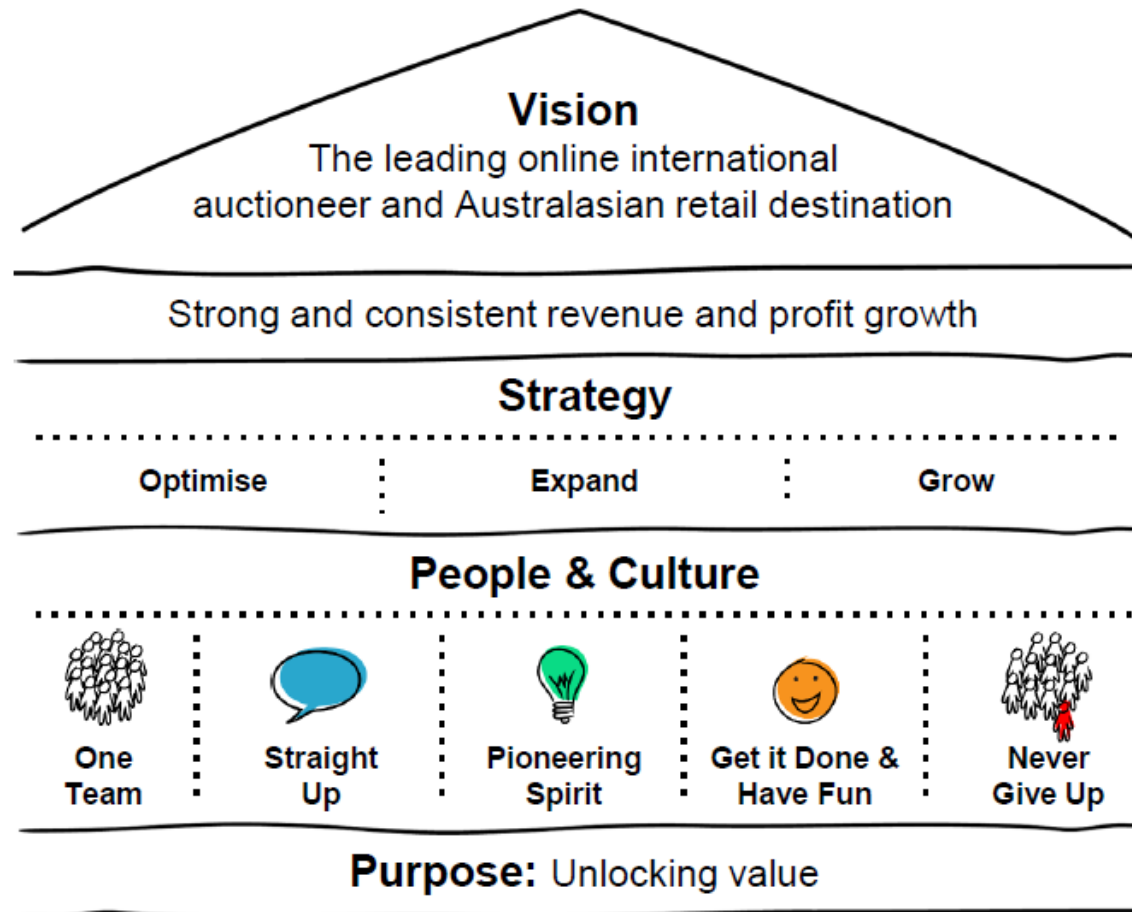 Vision
The leading online international
auctioneer and Australasian retail destination
Strong and consistent revenue and profit growth
Strategy
Optimise
Expand
Grow
People & Culture
One
Team
Straight
Up
Pioneering
Spirit
Get it Done &
Have Fun
Never
Give Up
Purpose: Unlocking value